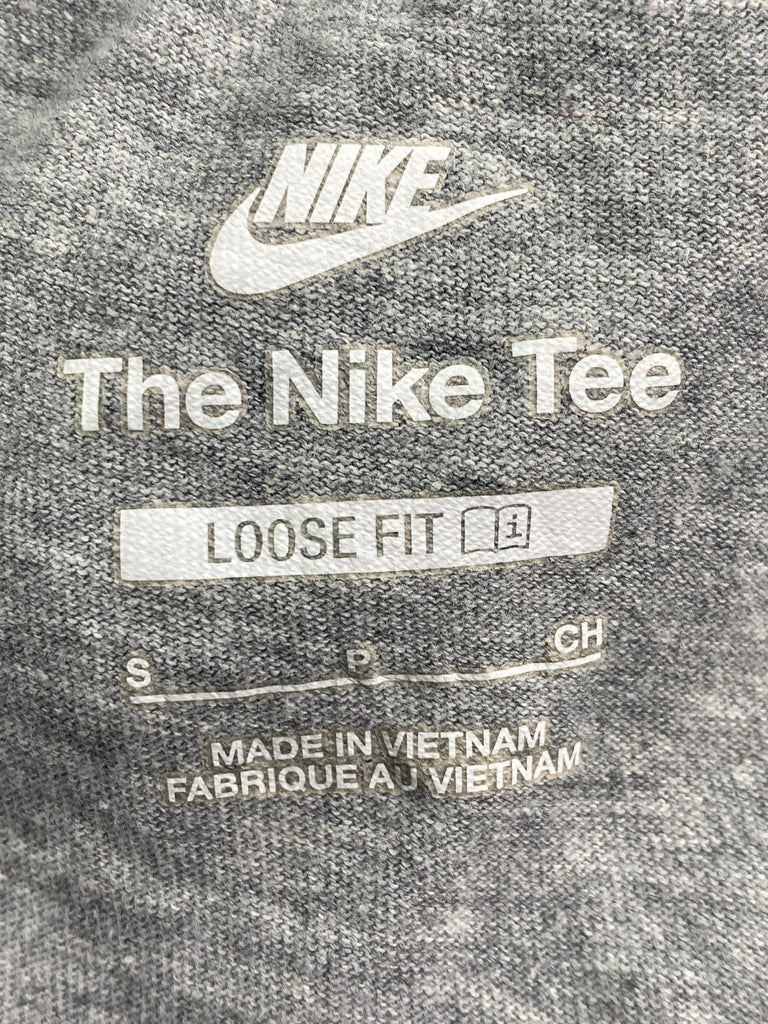 NIKE
The Nike Tee
LOOSE FIT i
S P CH
MADE IN VIETNAM
FABRIQUE AU VIETNAM